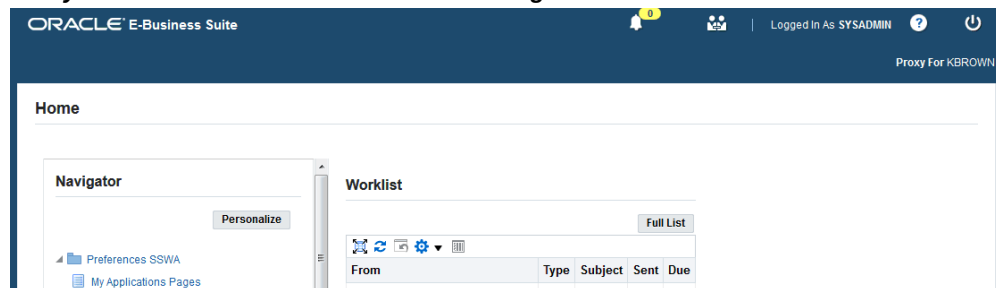 ORACLE E-Business Suite
0
Logged In As SYSADMIN ?
Proxy For KBROWN
Home
Navigator
Personalize
Preferences SSWA
My Applications Pages
Worklist
Full List
From Type Subject Sent Due